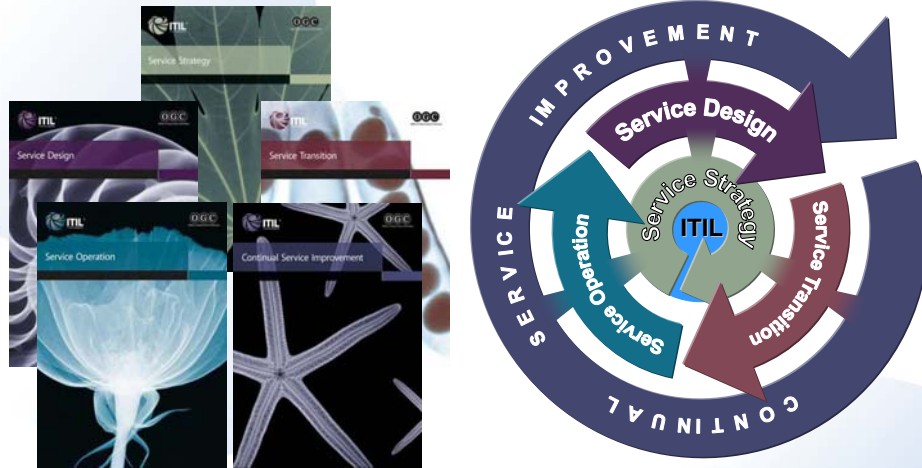 ITIL
OGC
Service Strategy
ITIL
OGC
Service Design
ITIL
OGC
Service Transition
ITIL
OGC
Service Operation
ITIL
OGC
Continual Service Improvement
CONTINUAL SERVICE IMPROVEMENT
Service Design
Service Transition
Service Operation
Service Strategy
ITIL